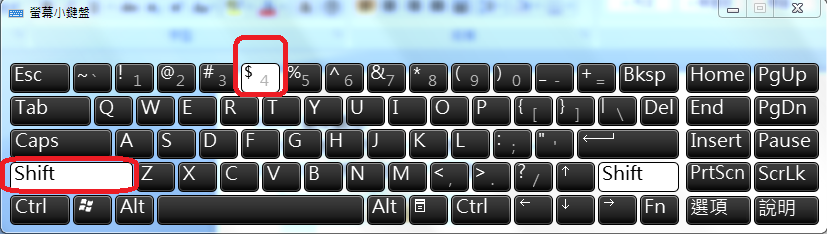 螢幕小鍵盤
Esc ~ ` ! 1 @ 2 # 3 $ 4 % 5 ^ 6 & 7 * 8 ( 9 ) 0 _ - + = Bksp Home PgUp
Tab Q W E R T Y U I O P { [ } ] | \ Del End PgDn
Caps A S D F G H J K L : ; " ' Insert Pause
Shift Z X C V B N M < , > . ? / ↑ Shift PrtScn ScrLk
Ctrl Alt Alt Ctrl ← ↓ → Fn 選項 說明